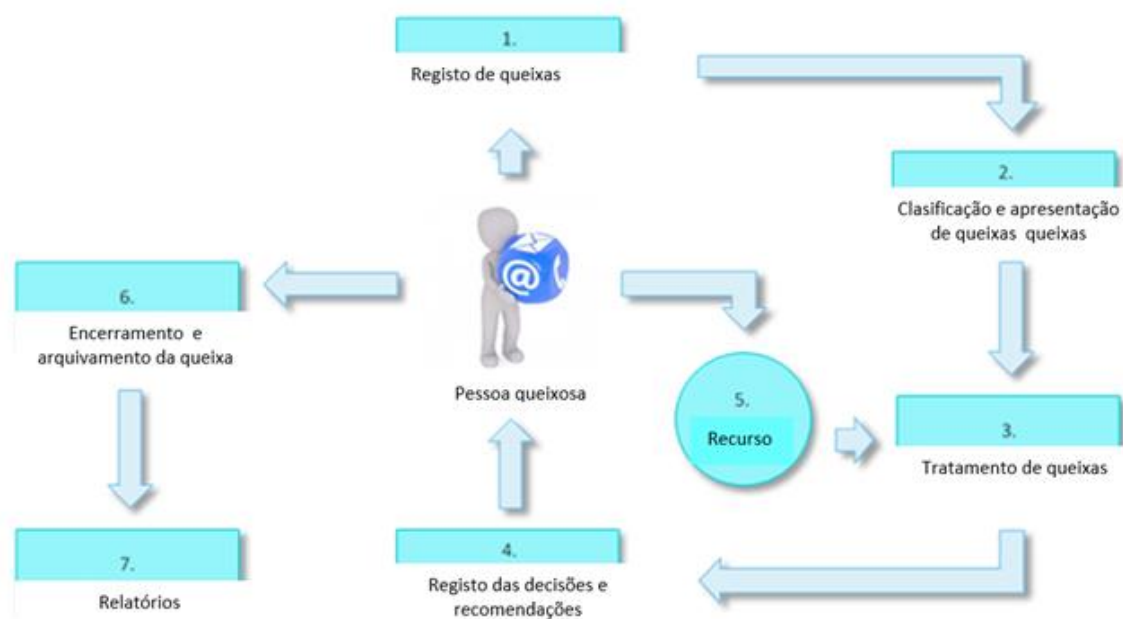 1.
Registo de queixas
2.
Clasificação e apresentação
de queixas queixas
6.
Encerramento e
arquivamento da queixa
@
Pessoa queixosa
5.
Recurso
3.
Tratamento de queixas
4.
Registo das decisões e
recomendações
7.
Relatórios